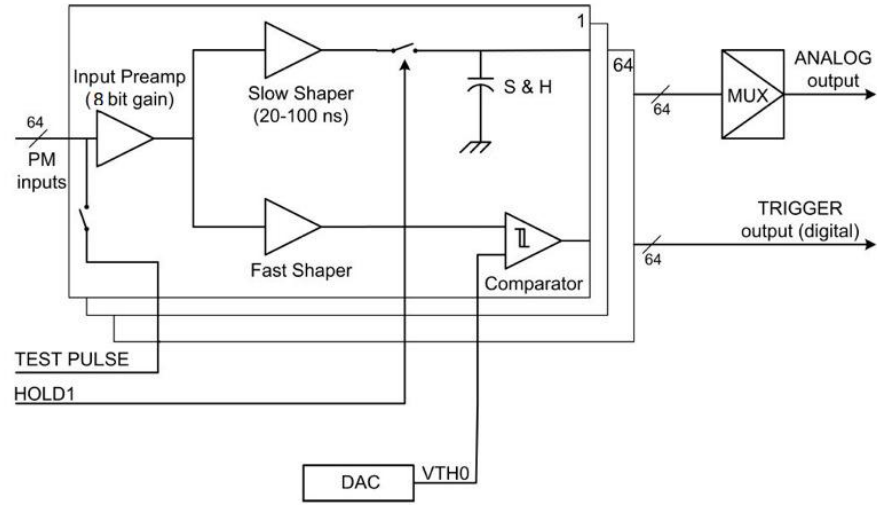 1
64
Input Preamp
(8 bit gain)
Slow Shaper
(20-100 ns)
S & H
64
MUX
ANALOG
output
64
PM
inputs
Fast Shaper
Comparator
TRIGGER
output (digital)
64
TEST PULSE
HOLD1
DAC
VTH0
64